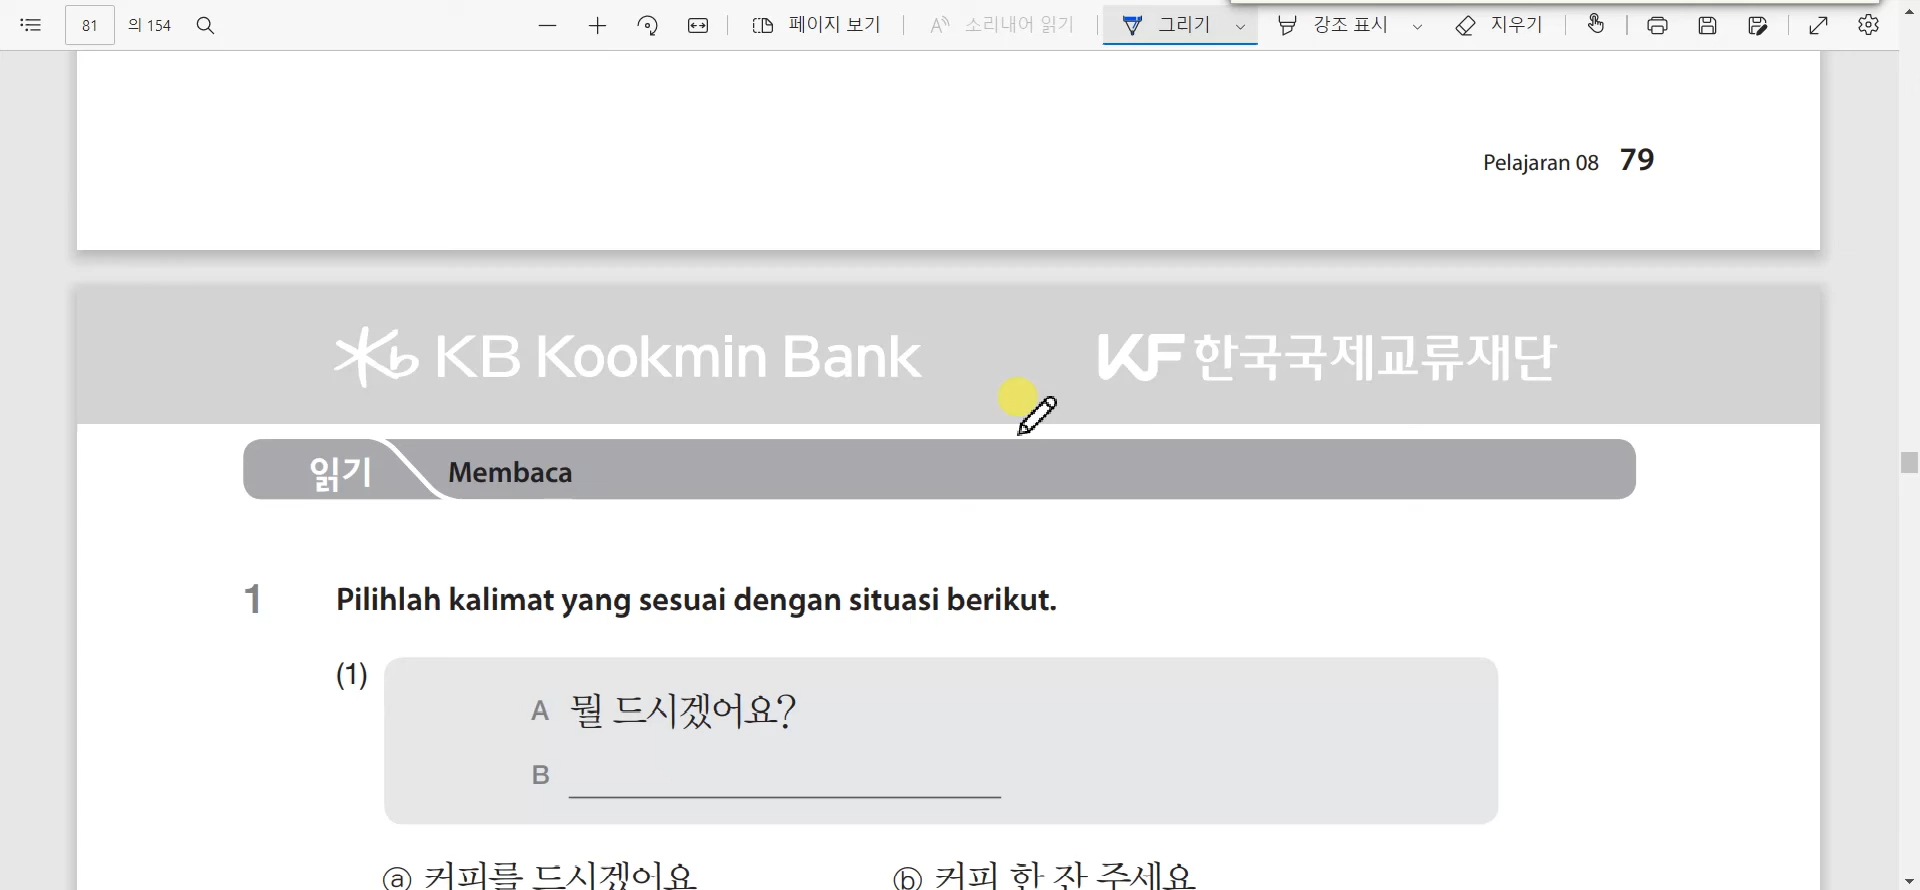 81 의 154 페이지 보기 소리내어 읽기 그리기 강조 표시 지우기
Pelajaran 08 79
KB Kookmin Bank KF 한국국제교류재단
읽기 Membaca
1 Pilihlah kalimat yang sesuai dengan situasi berikut.
(1)
A 뭘 드시겠어요?
B
ⓐ 커피를 드시겠어요
ⓑ 커피 한 잔 주세요